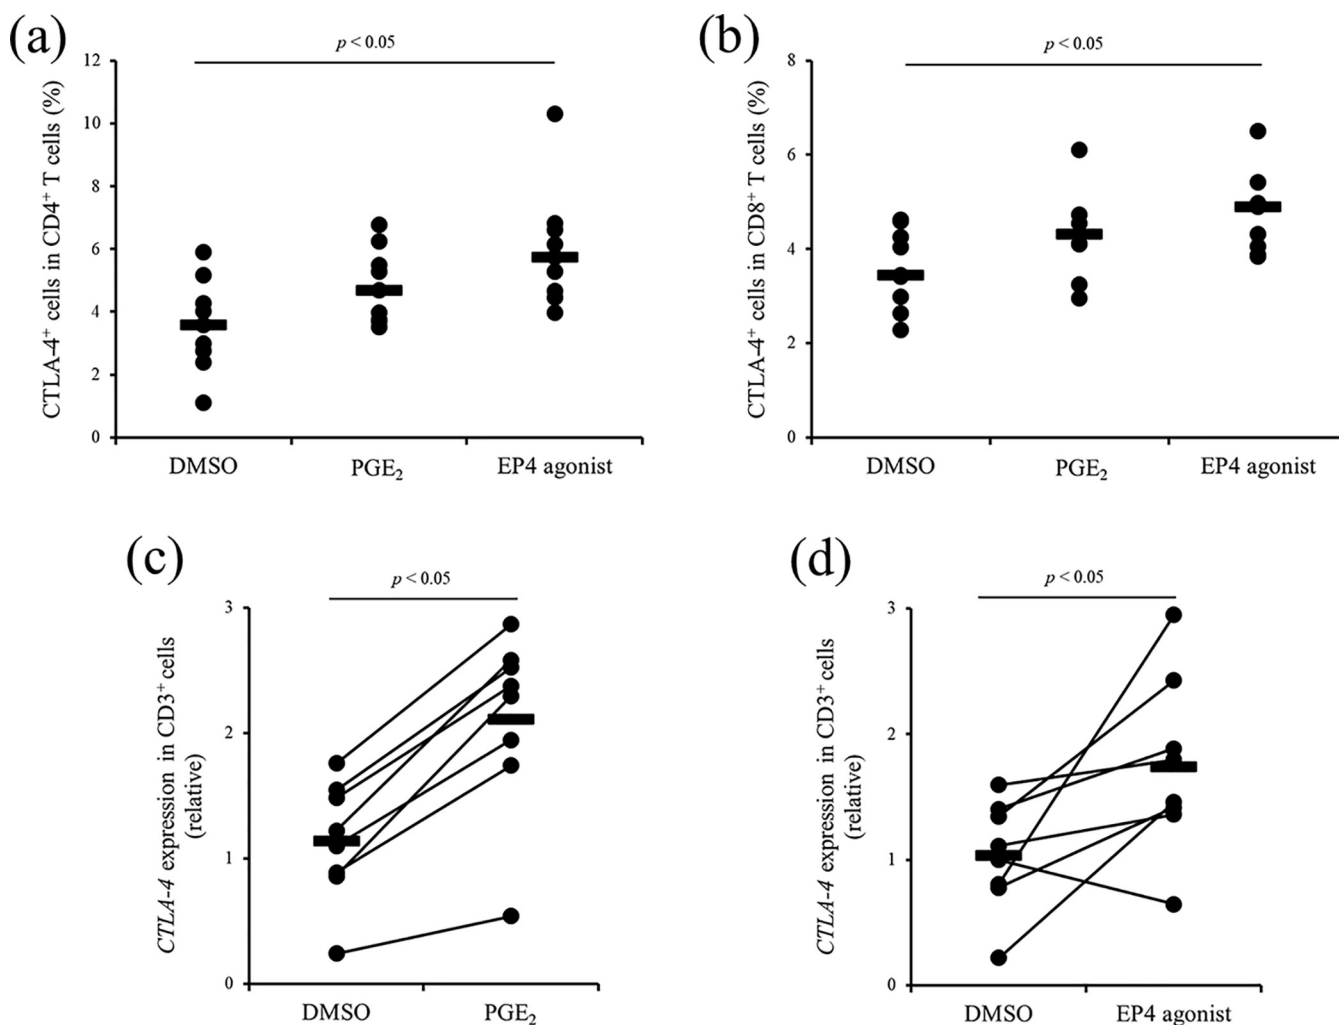 (a)
p < 0.05
CTLA-4⁺ cells in CD4⁺ T cells (%)
12
10
8
6
4
2
0
DMSO
PGE₂
EP4 agonist
(b)
p < 0.05
CTLA-4⁺ cells in CD8⁺ T cells (%)
8
6
4
2
0
DMSO
PGE₂
EP4 agonist
(c)
p < 0.05
CTLA-4 expression in CD3⁺ cells
(relative)
3
2
1
0
DMSO
PGE₂
(d)
p < 0.05
CTLA-4 expression in CD3⁺ cells
(relative)
3
2
1
0
DMSO
EP4 agonist